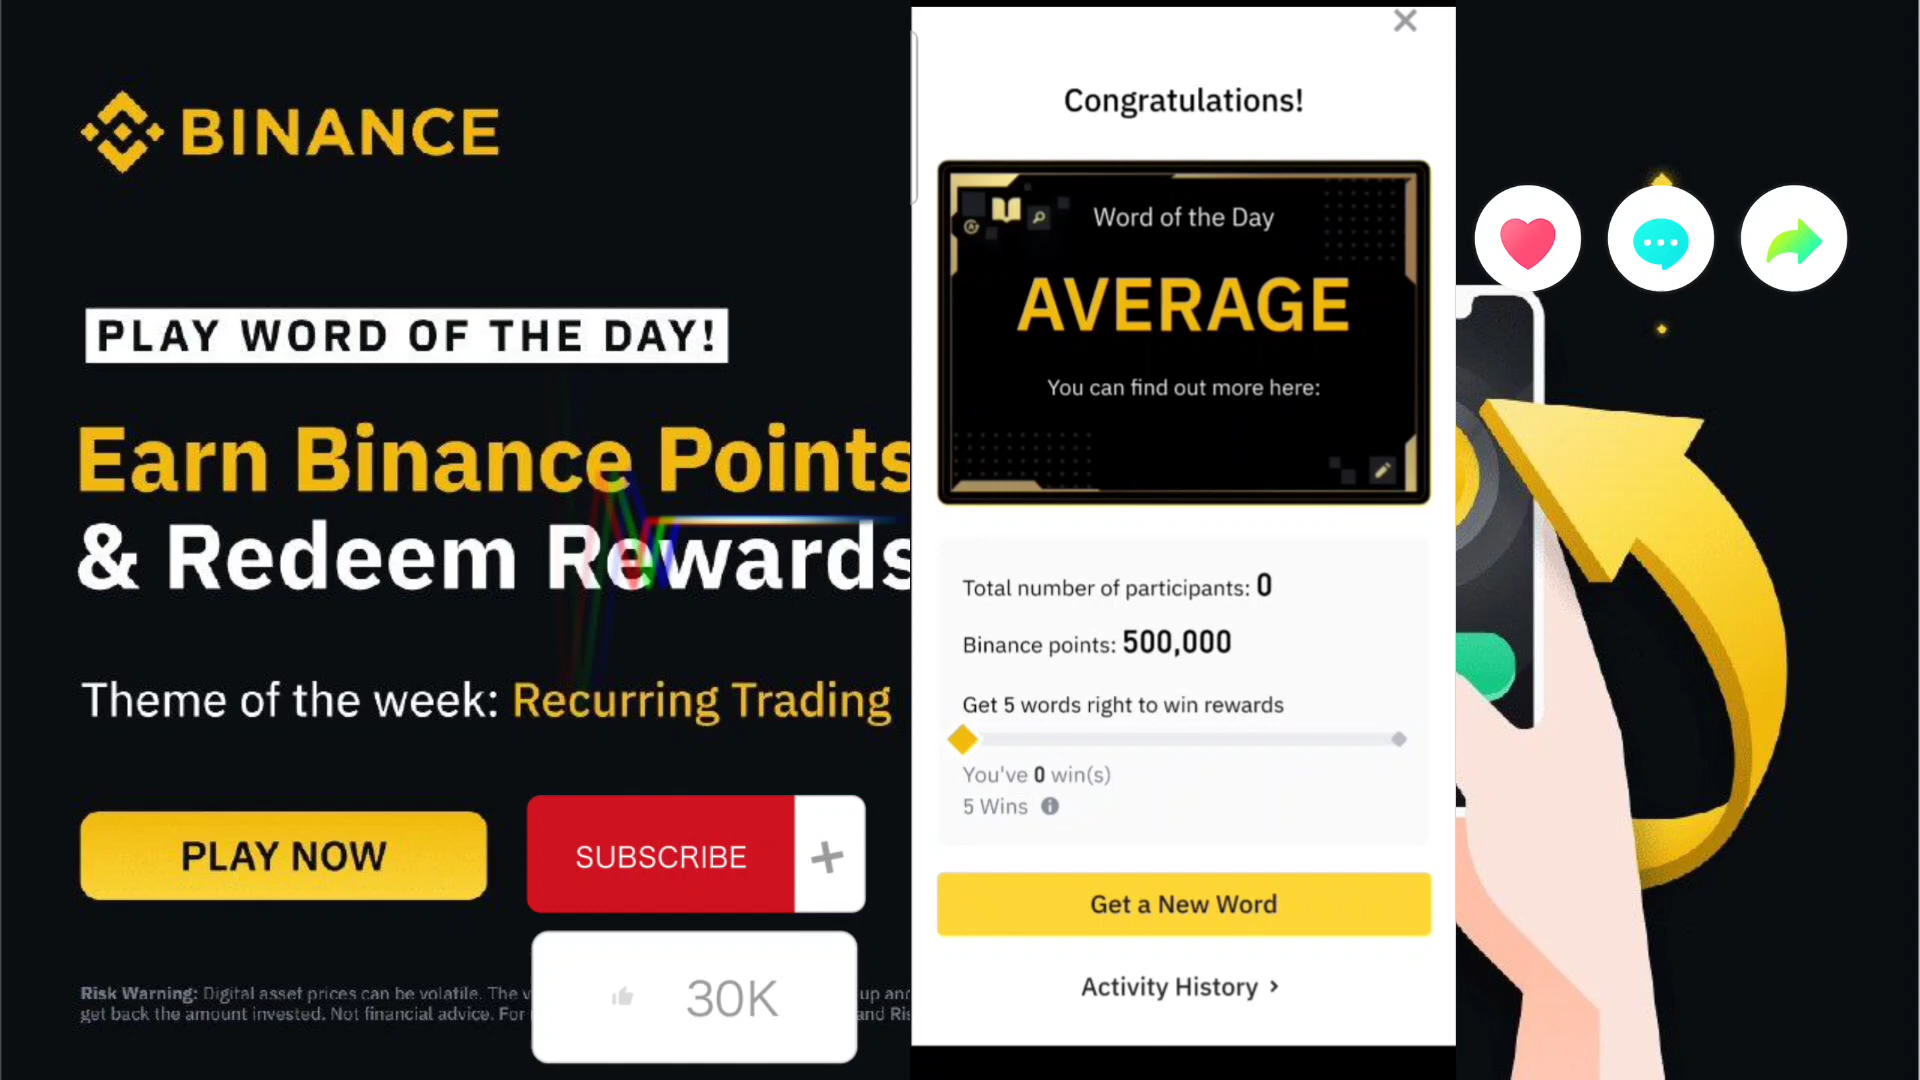 BINANCE
PLAY WORD OF THE DAY!
Earn Binance Points
& Redeem Rewards
Theme of the week: Recurring Trading
PLAY NOW
SUBSCRIBE
30K
Risk Warning: Digital asset prices can be volatile. The v
up and
get back the amount invested. Not financial advice. For
and Ris
Congratulations!
Word of the Day
AVERAGE
You can find out more here:
Total number of participants: 0
Binance points: 500,000
Get 5 words right to win rewards
You've 0 win(s)
5 Wins
Get a New Word
Activity History